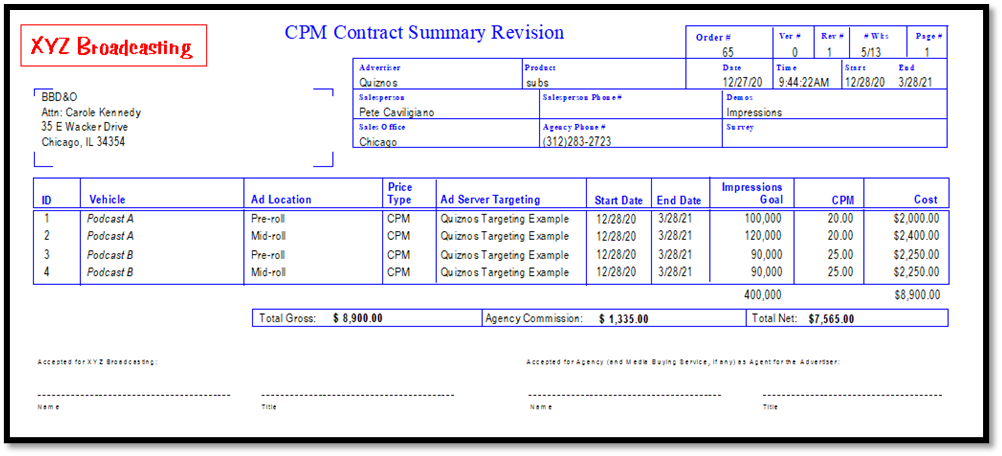 XYZ Broadcasting
CPM Contract Summary Revision
Order # Ver # Rev # # Wks Page #
65 0 1 5/13 1
Advertiser Product Date Time Start End
Quiznos subs 12/27/20 9:44:22AM 12/28/20 3/28/21
Salesperson Salesperson Phone # Demos
Pete Caviligiano Impressions
Sales Office Agency Phone # Survey
Chicago (312)283-2723
BBD&O
Attn: Carole Kennedy
35 E Wacker Drive
Chicago, IL 34354
ID Vehicle Ad Location Price Type Ad Server Targeting Start Date End Date Impressions Goal CPM Cost
1 Podcast A Pre-roll CPM Quiznos Targeting Example 12/28/20 3/28/21 100,000 20.00 $2,000.00
2 Podcast A Mid-roll CPM Quiznos Targeting Example 12/28/20 3/28/21 120,000 20.00 $2,400.00
3 Podcast B Pre-roll CPM Quiznos Targeting Example 12/28/20 3/28/21 90,000 25.00 $2,250.00
4 Podcast B Mid-roll CPM Quiznos Targeting Example 12/28/20 3/28/21 90,000 25.00 $2,250.00
400,000 $8,900.00
Total Gross: $ 8,900.00 Agency Commission: $ 1,335.00 Total Net: $7,565.00
Accepted for XYZ Broadcasting: Accepted for Agency (and Media Buying Service, if any) as Agent for the Advertiser:
Name Title Name Title